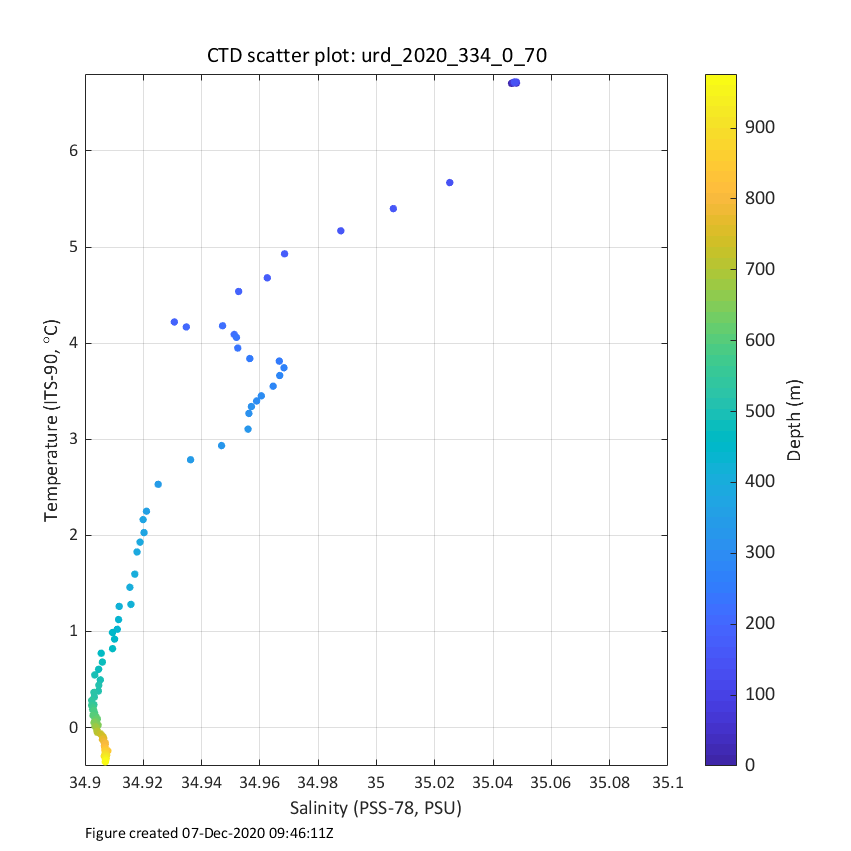 CTD scatter plot: urd_2020_334_0_70
Temperature (ITS-90, °C)
6
5
4
3
2
1
0
34.9 34.92 34.94 34.96 34.98 35 35.02 35.04 35.06 35.08 35.1
Salinity (PSS-78, PSU)
900
800
700
600
500
400
300
200
100
0
Depth (m)
Figure created 07-Dec-2020 09:46:11Z